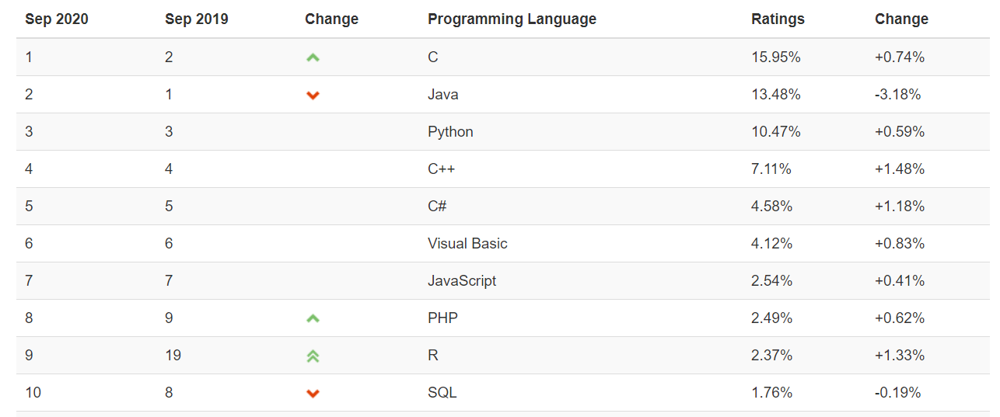 Sep 2020 Sep 2019 Change Programming Language Ratings Change
1 2 C 15.95% +0.74%
2 1 Java 13.48% -3.18%
3 3 Python 10.47% +0.59%
4 4 C++ 7.11% +1.48%
5 5 C# 4.58% +1.18%
6 6 Visual Basic 4.12% +0.83%
7 7 JavaScript 2.54% +0.41%
8 9 PHP 2.49% +0.62%
9 19 R 2.37% +1.33%
10 8 SQL 1.76% -0.19%